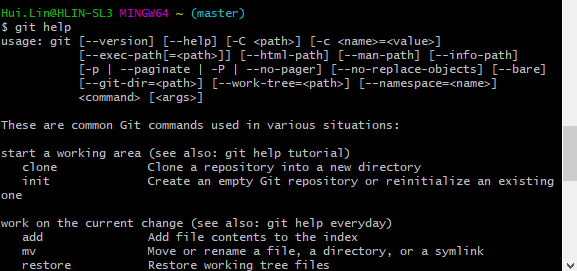 Hui.Lin@HLIN-SL3 MINGW64 ~ (master)
$ git help
usage: git [--version] [--help] [-C <path>] [-c <name>=<value>]
[--exec-path[=<path>]] [--html-path] [--man-path] [--info-path]
[-p | --paginate | -P | --no-pager] [--no-replace-objects] [--bare]
[--git-dir=<path>] [--work-tree=<path>] [--namespace=<name>]
<command> [<args>]
These are common Git commands used in various situations:
start a working area (see also: git help tutorial)
clone Clone a repository into a new directory
init Create an empty Git repository or reinitialize an existing
one
work on the current change (see also: git help everyday)
add Add file contents to the index
mv Move or rename a file, a directory, or a symlink
restore Restore working tree files